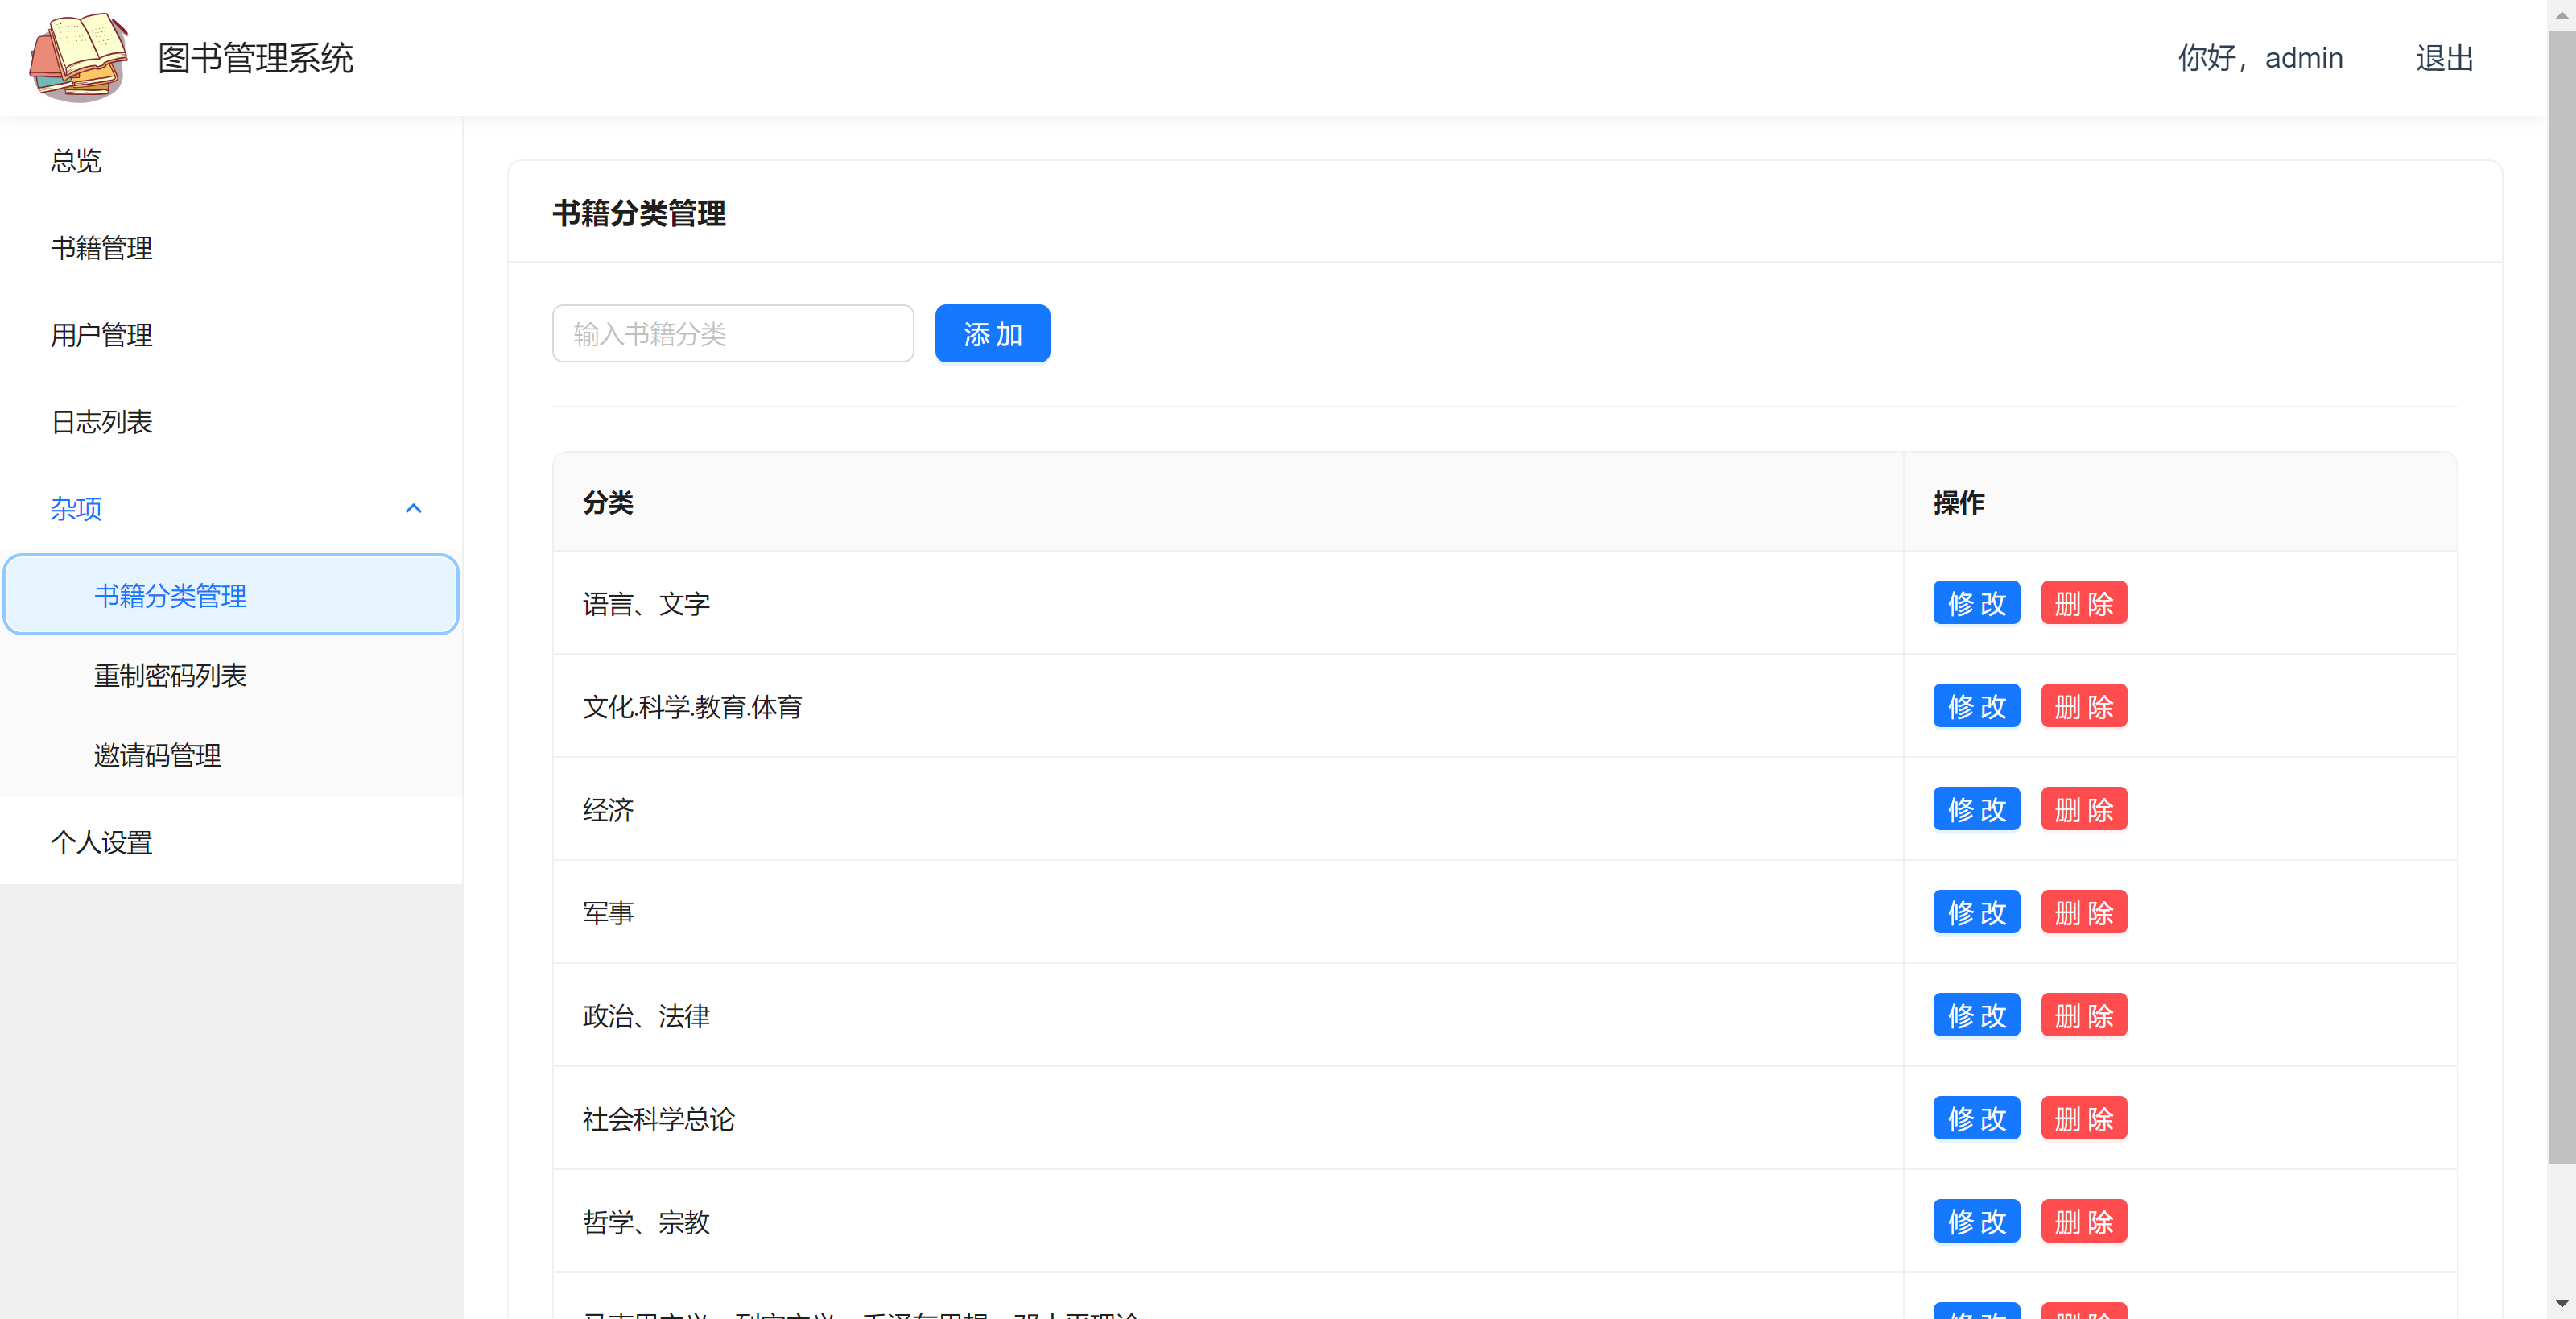 图书管理系统
你好，admin
退出
总览
书籍管理
用户管理
日志列表
杂项
书籍分类管理
重制密码列表
邀请码管理
个人设置
书籍分类管理
输入书籍分类
添加
分类
操作
语言、文字
修改 删除
文化.科学.教育.体育
修改 删除
经济
修改 删除
军事
修改 删除
政治、法律
修改 删除
社会科学总论
修改 删除
哲学、宗教
修改 删除